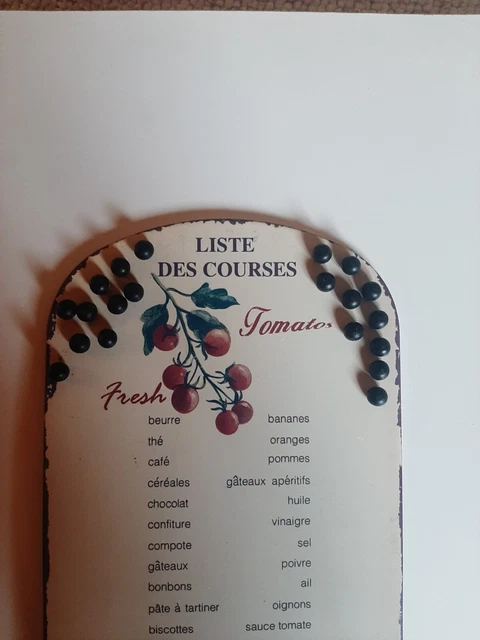 LISTE
DES COURSES
Tomatos
Fresh
beurre bananes
thé oranges
café pommes
céréales gâteaux apéritifs
chocolat huile
confiture vinaigre
compote sel
gâteaux poivre
bonbons ail
pâte à tartiner oignons
biscottes sauce tomate